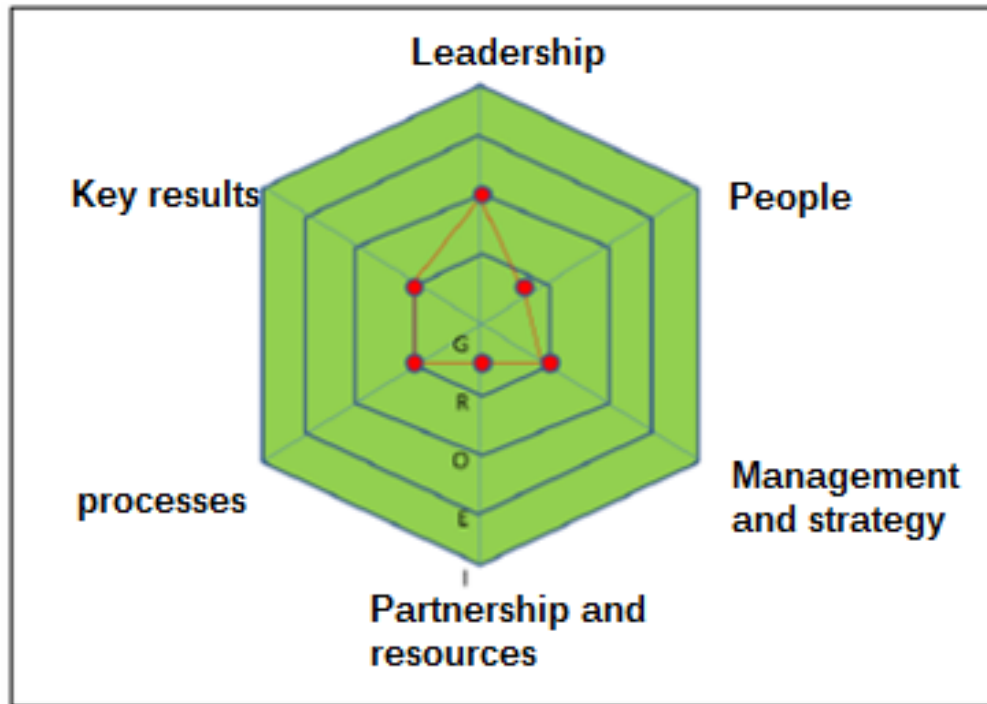 Leadership
Key results
People
G
R
O
E
I
processes
Management
and strategy
Partnership and
resources